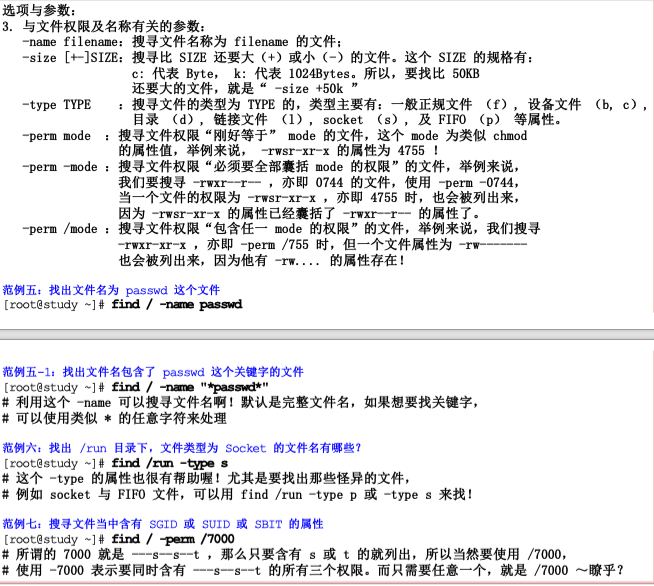 选项与参数：
3. 与文件权限及名称有关的参数：
-name filename：搜寻文件名称为 filename 的文件；
-size [+-]SIZE：搜寻比 SIZE 还要大（+）或小（-）的文件。这个 SIZE 的规格有：
c: 代表 Byte， k: 代表 1024Bytes。所以，要找比 50KB
还要大的文件，就是“ -size +50k ”
-type TYPE ：搜寻文件的类型为 TYPE 的，类型主要有：一般正规文件 （f）, 设备文件 （b, c）,
目录 （d）, 链接文件 （l）, socket （s）, 及 FIFO （p） 等属性。
-perm mode ：搜寻文件权限“刚好等于” mode 的文件，这个 mode 为类似 chmod
的属性值，举例来说， -rwsr-xr-x 的属性为 4755 ！
-perm -mode ：搜寻文件权限“必须要全部囊括 mode 的权限”的文件，举例来说，
我们要搜寻 -rwxr--r-- ，亦即 0744 的文件，使用 -perm -0744，
当一个文件的权限为 -rwsr-xr-x ，亦即 4755 时，也会被列出来，
因为 -rwsr-xr-x 的属性已经囊括了 -rwxr--r-- 的属性了。
-perm /mode ：搜寻文件权限“包含任一 mode 的权限”的文件，举例来说，我们搜寻
-rwxr-xr-x ，亦即 -perm /755 时，但一个文件属性为 -rw-------
也会被列出来，因为他有 -rw.... 的属性存在！
范例五：找出文件名为 passwd 这个文件
[root@study ~]# find / -name passwd
范例五-1：找出文件名包含了 passwd 这个关键字的文件
[root@study ~]# find / -name "*passwd*"
# 利用这个 -name 可以搜寻文件名啊！默认是完整文件名，如果想要找关键字，
# 可以使用类似 * 的任意字符来处理
范例六：找出 /run 目录下，文件类型为 Socket 的文件名有哪些？
[root@study ~]# find /run -type s
# 这个 -type 的属性也很有帮助喔！尤其是要找出那些怪异的文件，
# 例如 socket 与 FIFO 文件，可以用 find /run -type p 或 -type s 来找！
范例七：搜寻文件当中含有 SGID 或 SUID 或 SBIT 的属性
[root@study ~]# find / -perm /7000
# 所谓的 7000 就是 ---s--s--t ，那么只要含有 s 或 t 的就列出，所以当然要使用 /7000，
# 使用 -7000 表示要同时含有 ---s--s--t 的所有三个权限。而只需要任意一个，就是 /7000 ～瞭乎？